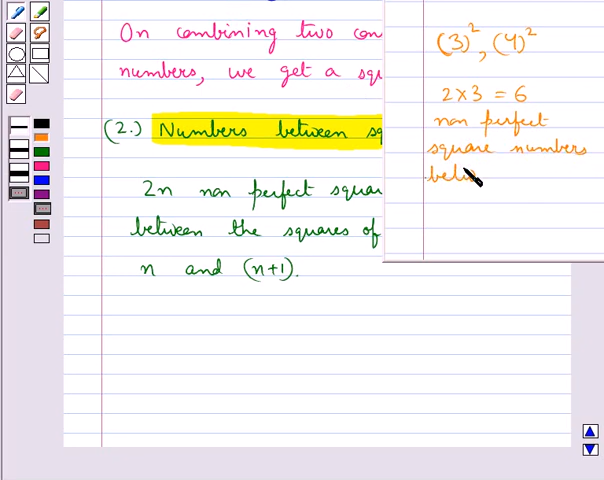 On combining two con
numbers, we get a squ
(2.) Numbers between sq
2n non perfect squar
between the squares of
n and (n+1).
(3)², (4)²
2 × 3 = 6
non perfect
square numbers